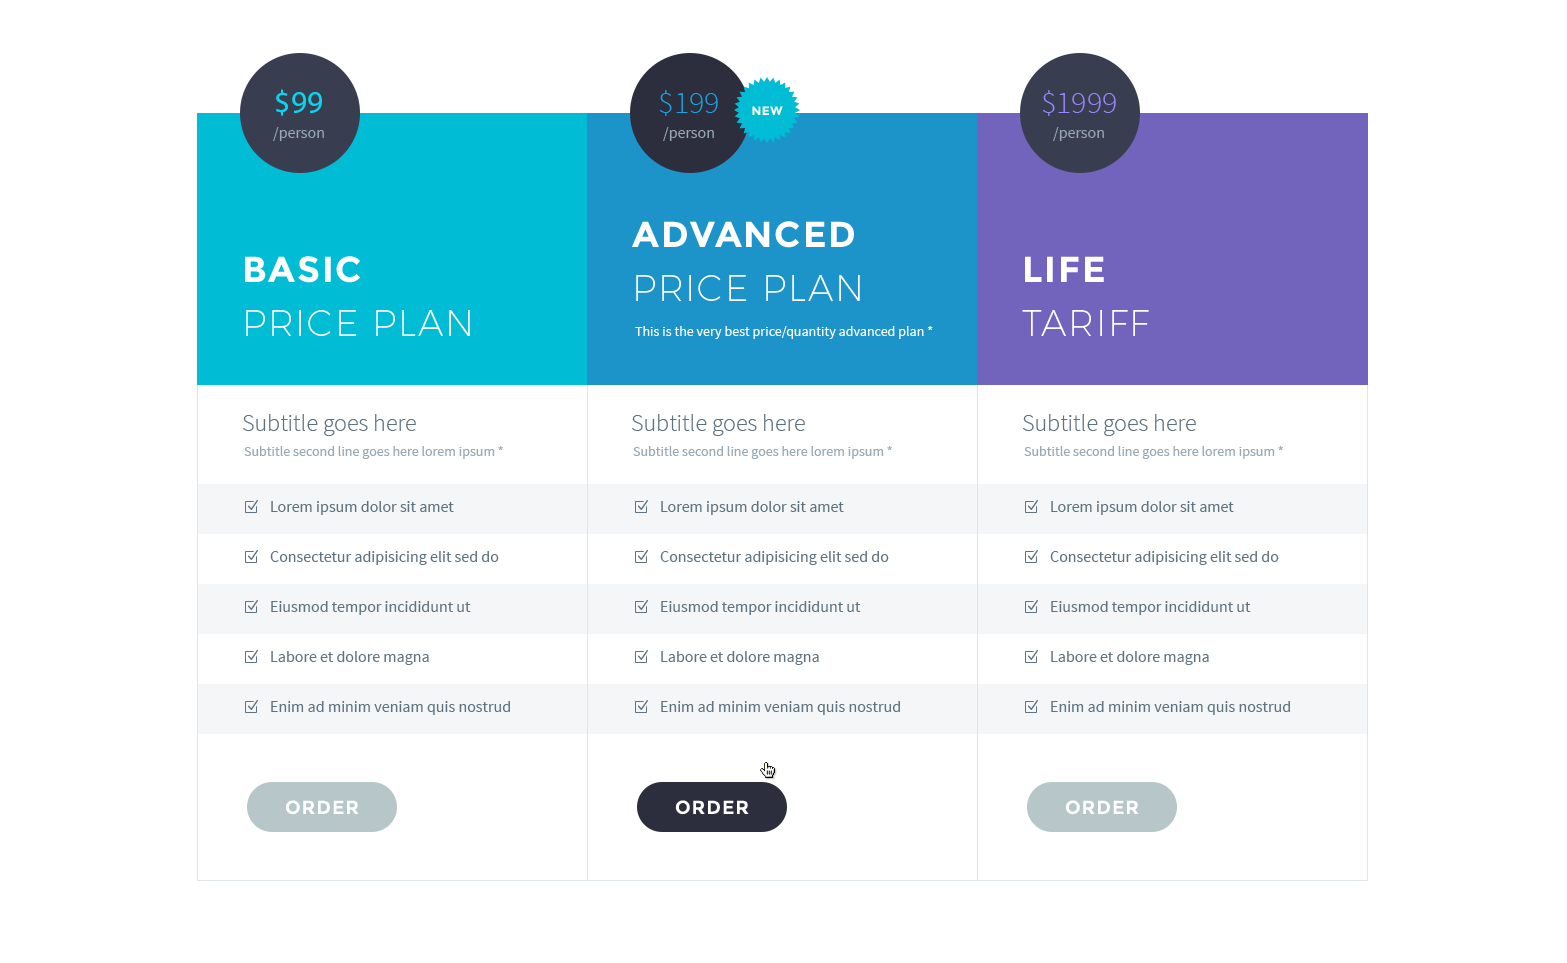 $99
/person
BASIC
PRICE PLAN
Subtitle goes here
Subtitle second line goes here lorem ipsum *
Lorem ipsum dolor sit amet
Consectetur adipisicing elit sed do
Eiusmod tempor incididunt ut
Labore et dolore magna
Enim ad minim veniam quis nostrud
ORDER
$199
/person
NEW
ADVANCED
PRICE PLAN
This is the very best price/quantity advanced plan *
Subtitle goes here
Subtitle second line goes here lorem ipsum *
Lorem ipsum dolor sit amet
Consectetur adipisicing elit sed do
Eiusmod tempor incididunt ut
Labore et dolore magna
Enim ad minim veniam quis nostrud
ORDER
$1999
/person
LIFE
TARIFF
Subtitle goes here
Subtitle second line goes here lorem ipsum *
Lorem ipsum dolor sit amet
Consectetur adipisicing elit sed do
Eiusmod tempor incididunt ut
Labore et dolore magna
Enim ad minim veniam quis nostrud
ORDER